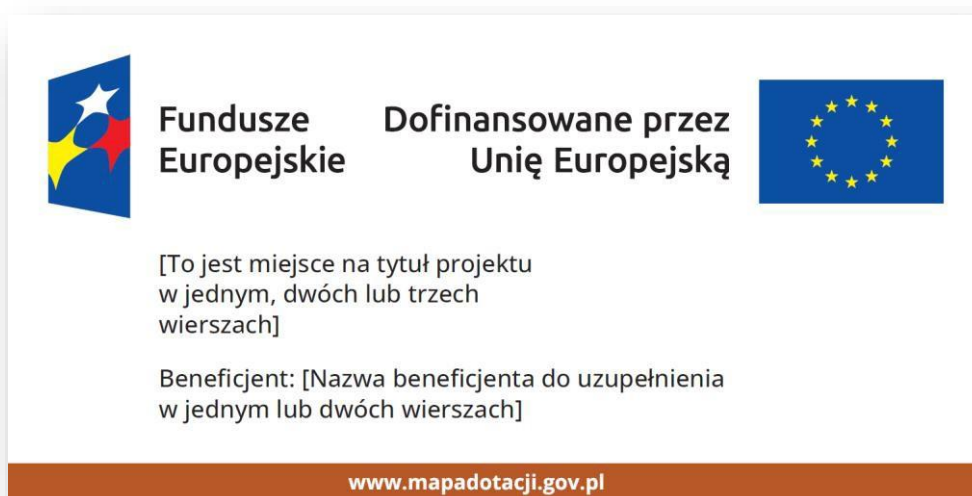 Fundusze
Europejskie
Dofinansowane przez
Unię Europejską
[To jest miejsce na tytuł projektu
w jednym, dwóch lub trzech
wierszach]
Beneficjent: [Nazwa beneficjenta do uzupełnienia
w jednym lub dwóch wierszach]
www.mapadotacji.gov.pl